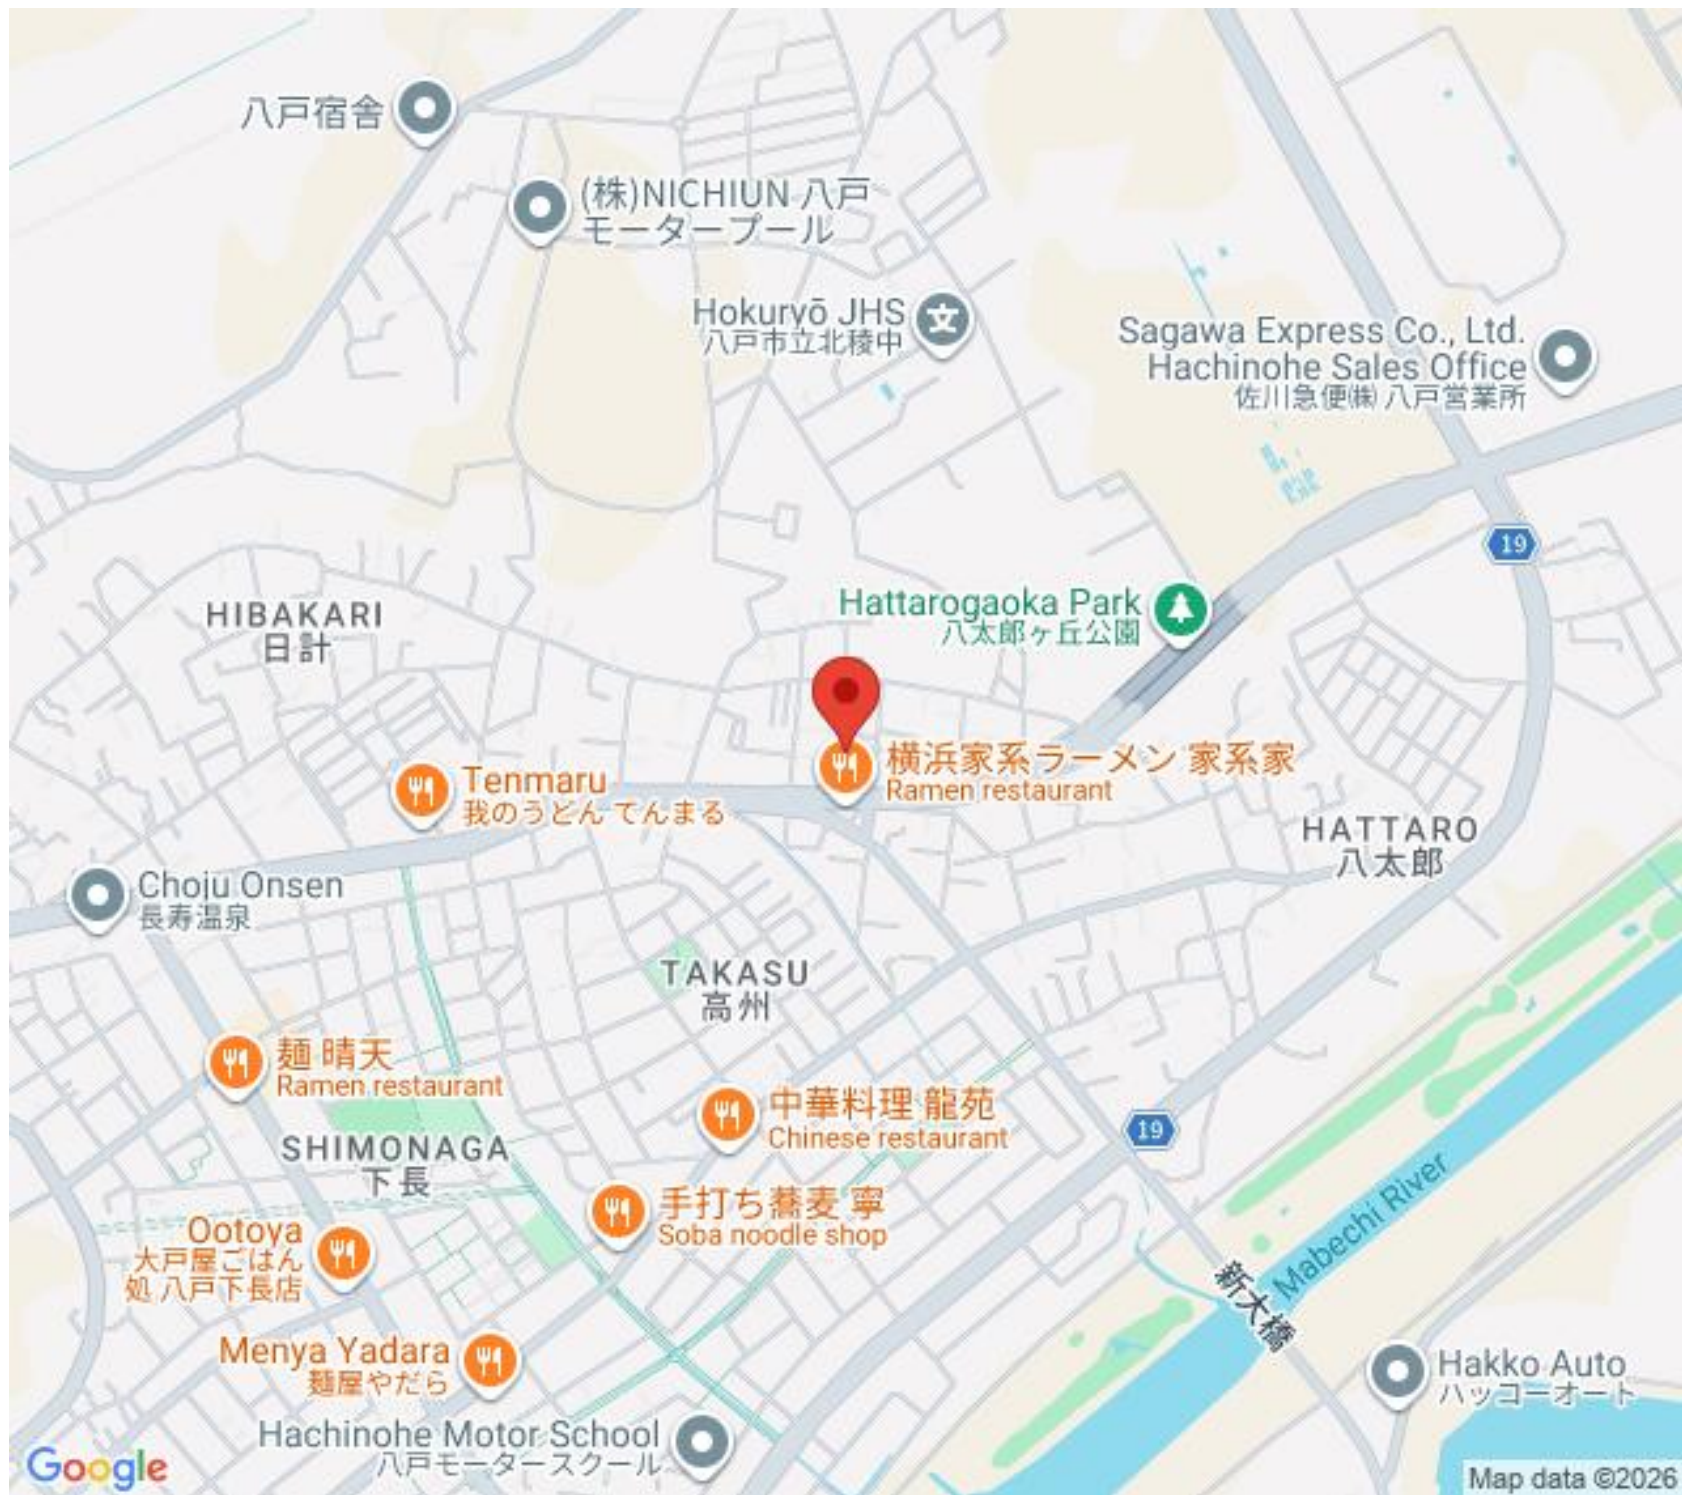 八戸宿舎
(株)NICHIUN 八戸
モータープール
Hokuryō JHS
八戸市立北稜中
Sagawa Express Co., Ltd.
Hachinohe Sales Office
佐川急便㈱ 八戸営業所
19
HIBAKARI
日計
Hattarogaoka Park
八太郎ヶ丘公園
横浜家系ラーメン 家系家
Ramen restaurant
Tenmaru
我のうどん てんまる
HATTARO
八太郎
Choju Onsen
長寿温泉
TAKASU
高州
麺 晴天
Ramen restaurant
中華料理 龍苑
Chinese restaurant
19
SHIMONAGA
下長
手打ち蕎麦 寧
Soba noodle shop
Mabechi River
Ootoya
大戸屋ごはん
処 八戸下長店
新大橋
Menya Yadara
麺屋やだら
Hakko Auto
ハッコーオート
Hachinohe Motor School
八戸モータースクール
Google
Map data ©2026